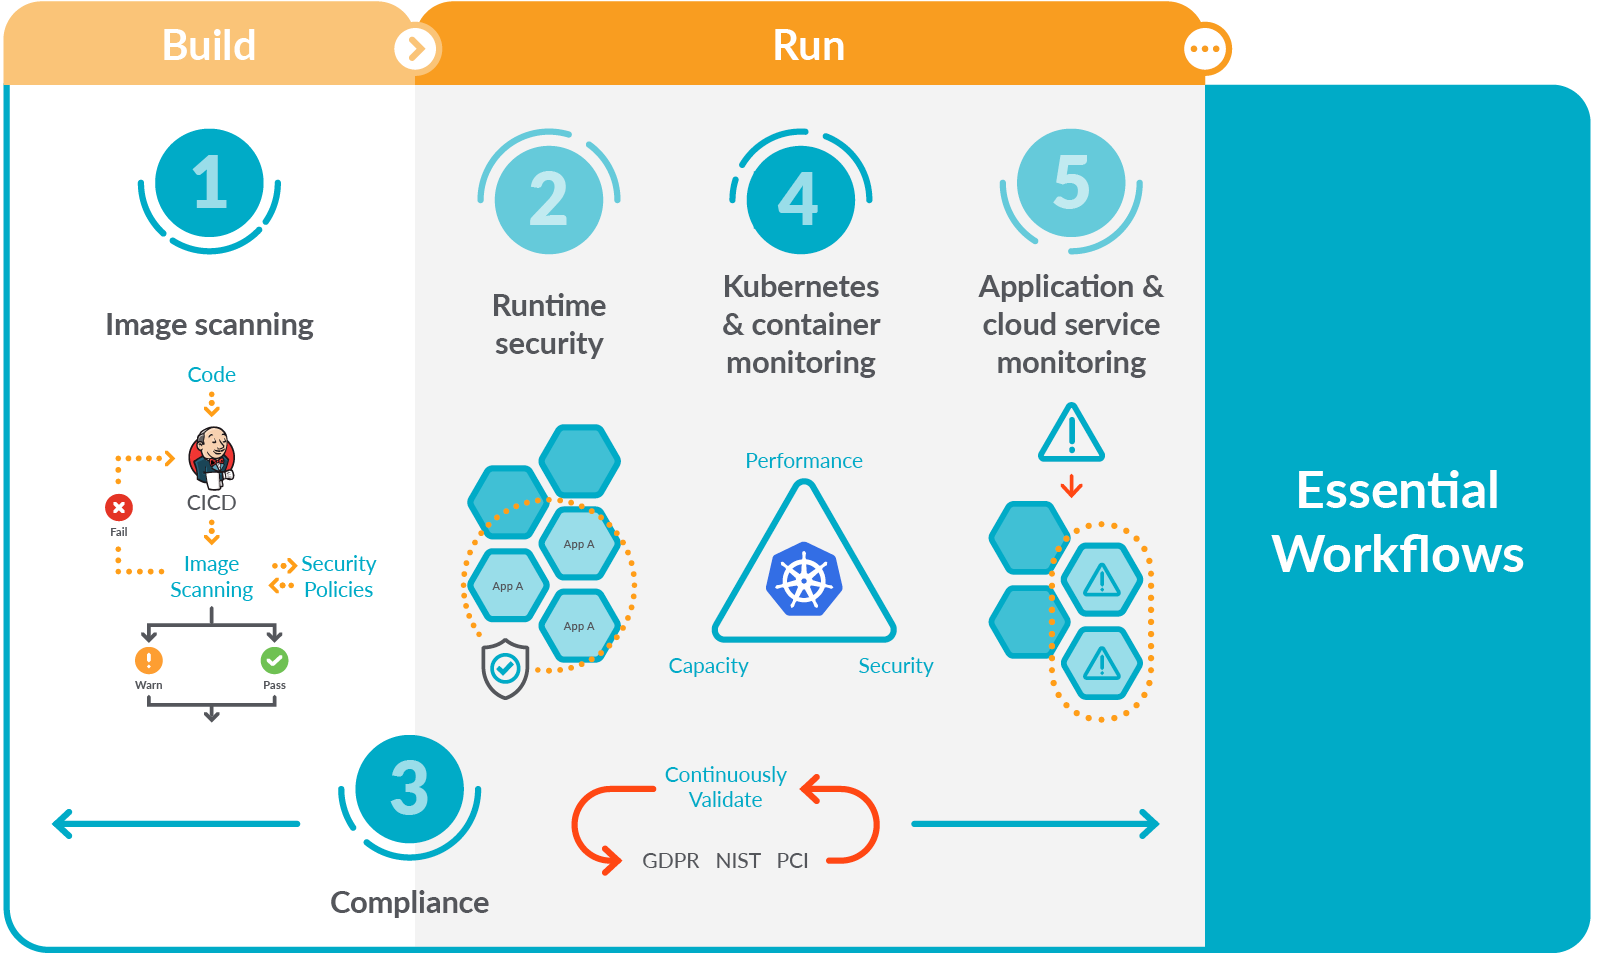 Build
Run
1
Image scanning
Code
CICD
Fail
Image
Scanning
Security
Policies
Warn
Pass
2
Runtime
security
App A
App A
App A
4
Kubernetes
& container
monitoring
Performance
Capacity
Security
5
Application &
cloud service
monitoring
3
Compliance
Continuously
Validate
GDPR NIST PCI
Essential
Workflows